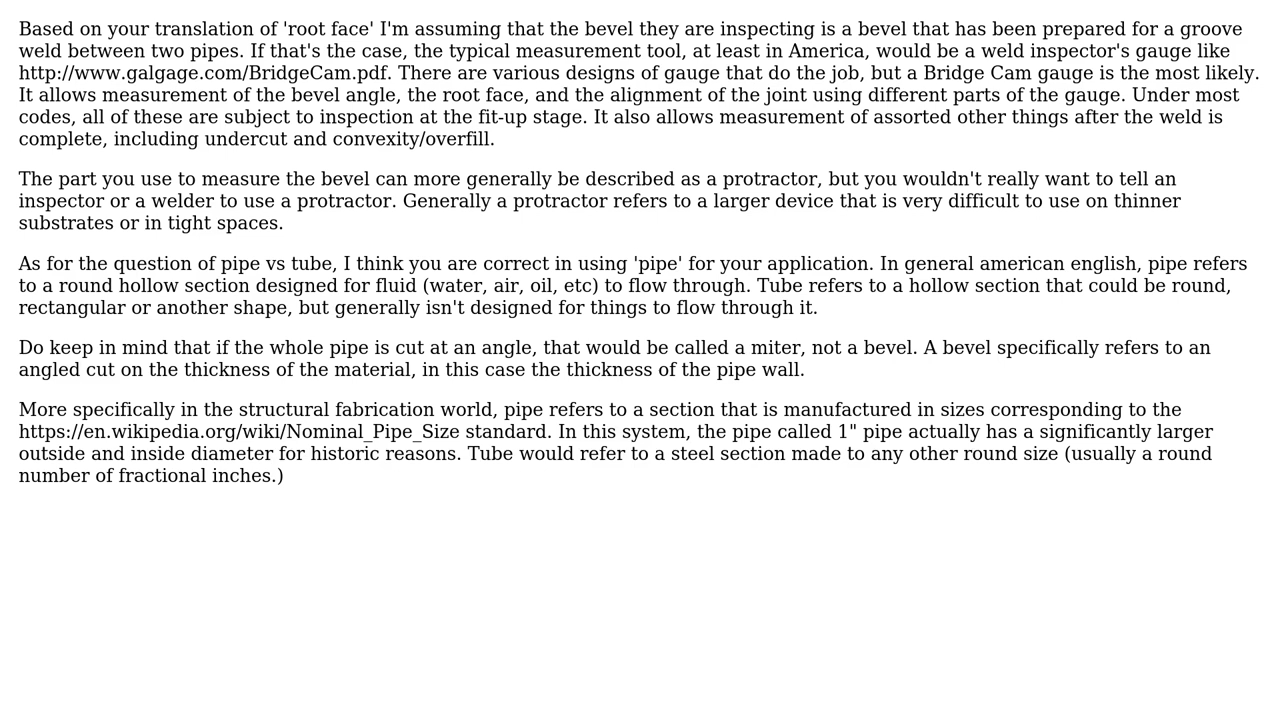 Based on your translation of 'root face' I'm assuming that the bevel they are inspecting is a bevel that has been prepared for a groove
weld between two pipes. If that's the case, the typical measurement tool, at least in America, would be a weld inspector's gauge like
http://www.galgage.com/BridgeCam.pdf. There are various designs of gauge that do the job, but a Bridge Cam gauge is the most likely.
It allows measurement of the bevel angle, the root face, and the alignment of the joint using different parts of the gauge. Under most
codes, all of these are subject to inspection at the fit-up stage. It also allows measurement of assorted other things after the weld is
complete, including undercut and convexity/overfill.
The part you use to measure the bevel can more generally be described as a protractor, but you wouldn't really want to tell an
inspector or a welder to use a protractor. Generally a protractor refers to a larger device that is very difficult to use on thinner
substrates or in tight spaces.
As for the question of pipe vs tube, I think you are correct in using 'pipe' for your application. In general american english, pipe refers
to a round hollow section designed for fluid (water, air, oil, etc) to flow through. Tube refers to a hollow section that could be round,
rectangular or another shape, but generally isn't designed for things to flow through it.
Do keep in mind that if the whole pipe is cut at an angle, that would be called a miter, not a bevel. A bevel specifically refers to an
angled cut on the thickness of the material, in this case the thickness of the pipe wall.
More specifically in the structural fabrication world, pipe refers to a section that is manufactured in sizes corresponding to the
https://en.wikipedia.org/wiki/Nominal_Pipe_Size standard. In this system, the pipe called 1" pipe actually has a significantly larger
outside and inside diameter for historic reasons. Tube would refer to a steel section made to any other round size (usually a round
number of fractional inches.)